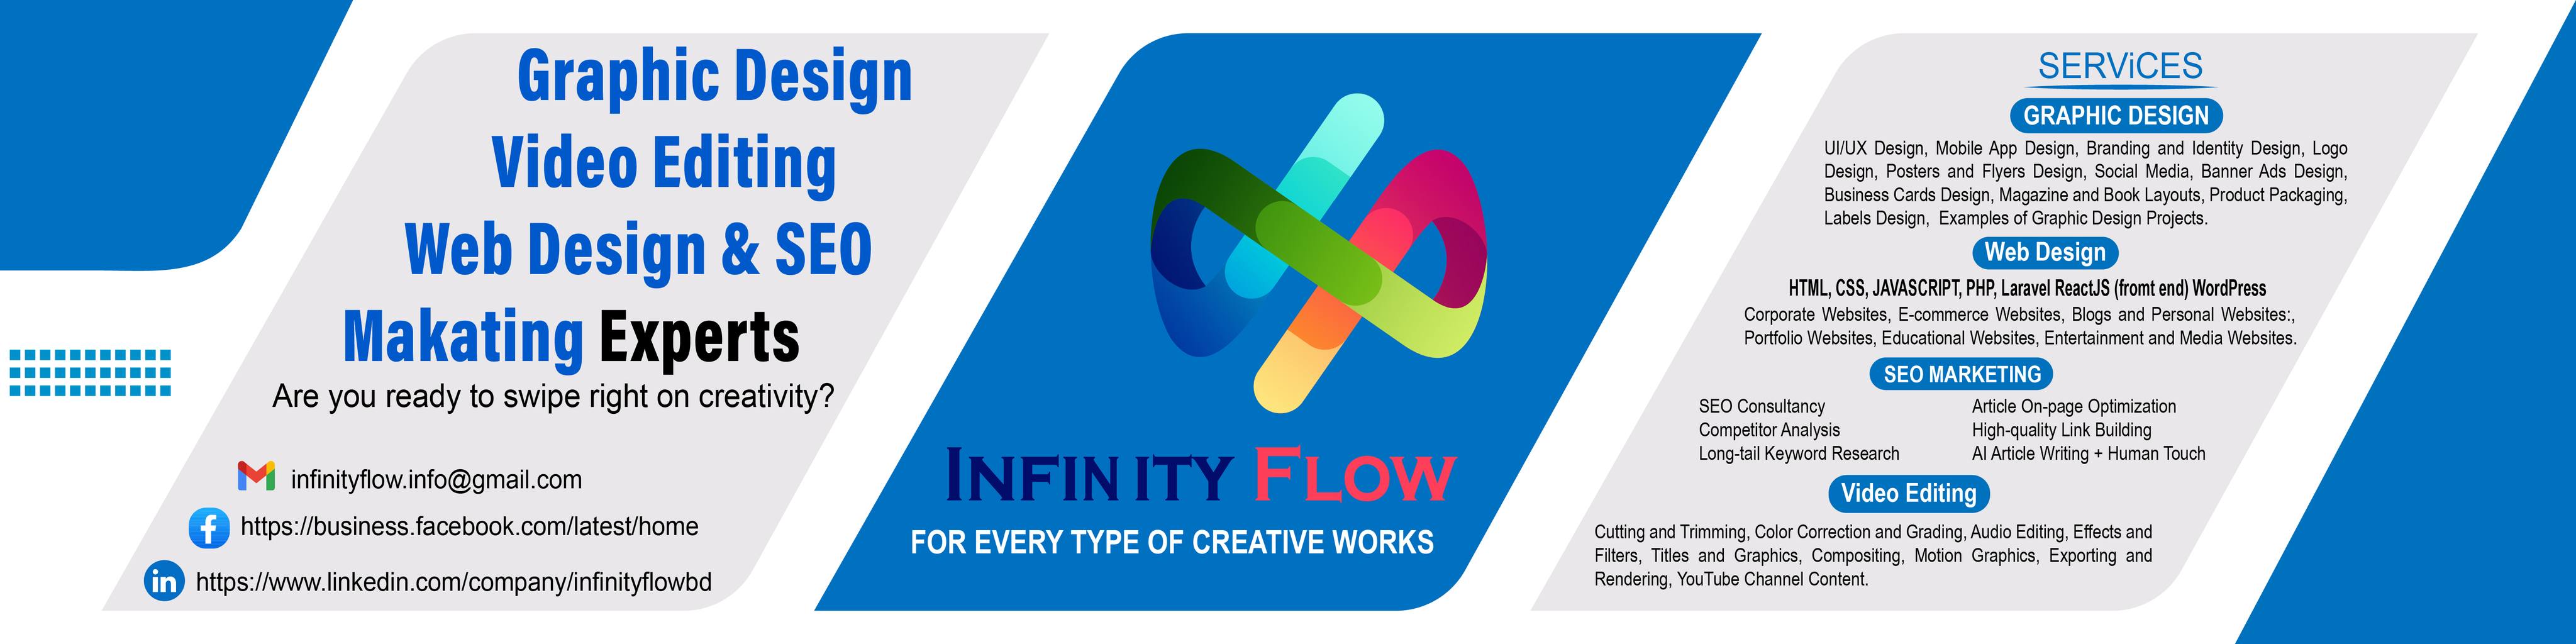 Graphic Design
Video Editing
Web Design & SEO
Makating Experts
Are you ready to swipe right on creativity?
infinityflow.info@gmail.com
https://business.facebook.com/latest/home
in https://www.linkedin.com/company/infinityflowbd
INFINITY FLOW
FOR EVERY TYPE OF CREATIVE WORKS
SERViCES
GRAPHIC DESIGN
UI/UX Design, Mobile App Design, Branding and Identity Design, Logo
Design, Posters and Flyers Design, Social Media, Banner Ads Design,
Business Cards Design, Magazine and Book Layouts, Product Packaging,
Labels Design, Examples of Graphic Design Projects.
Web Design
HTML, CSS, JAVASCRIPT, PHP, Laravel ReactJS (fromt end) WordPress
Corporate Websites, E-commerce Websites, Blogs and Personal Websites:,
Portfolio Websites, Educational Websites, Entertainment and Media Websites.
SEO MARKETING
SEO Consultancy
Competitor Analysis
Long-tail Keyword Research
Article On-page Optimization
High-quality Link Building
AI Article Writing + Human Touch
Video Editing
Cutting and Trimming, Color Correction and Grading, Audio Editing, Effects and
Filters, Titles and Graphics, Compositing, Motion Graphics, Exporting and
Rendering, YouTube Channel Content.